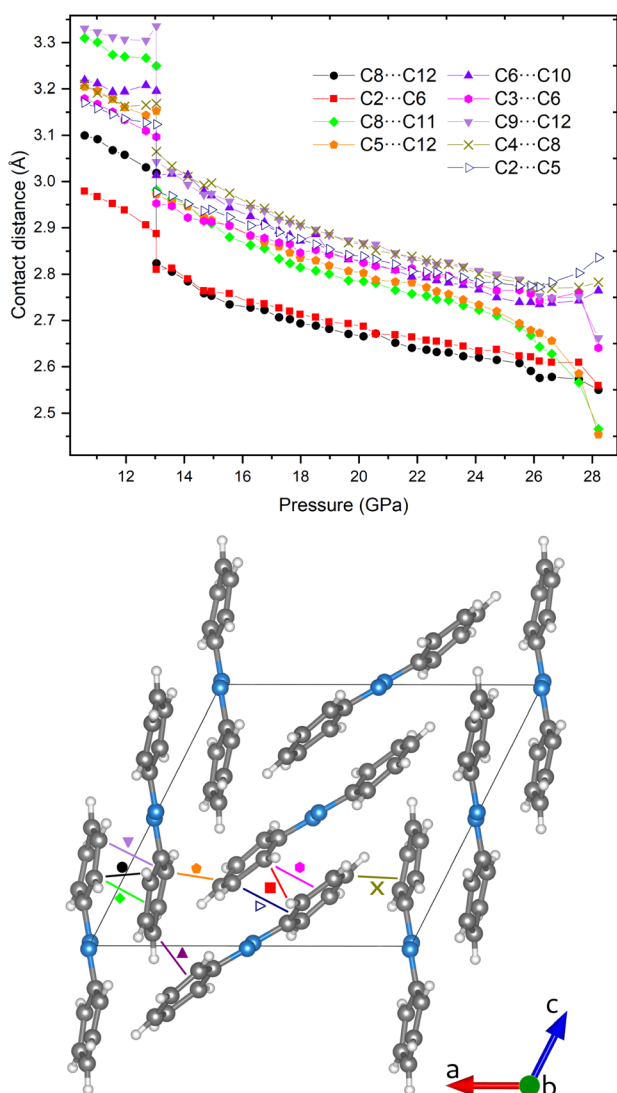 3.3
3.2
3.1
3.0
2.9
2.8
2.7
2.6
2.5
Contact distance (Å)
C8···C12
C2···C6
C8···C11
C5···C12
C6···C10
C3···C6
C9···C12
C4···C8
C2···C5
12 14 16 18 20 22 24 26 28
Pressure (GPa)
c
a
b